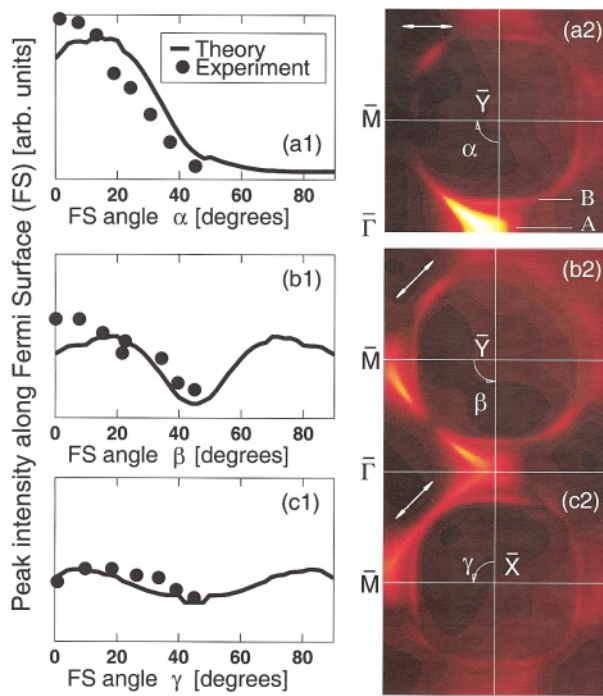 Peak intensity along Fermi Surface (FS) [arb. units]
Theory
Experiment
(a1)
0 20 40 60 80
FS angle α [degrees]
(b1)
0 20 40 60 80
FS angle β [degrees]
(c1)
0 20 40 60 80
FS angle γ [degrees]
(a2)
Ȳ
M̄
α
B
A
Γ̄
(b2)
Ȳ
M̄
β
Γ̄
(c2)
γ X̄
M̄